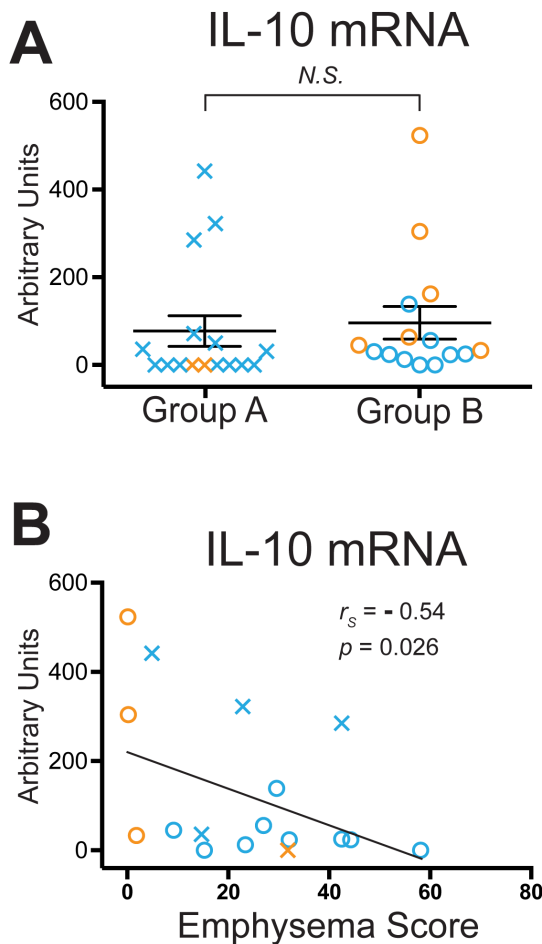 A
IL-10 mRNA
N.S.
Arbitrary Units
600
400
200
0
Group A
Group B
B
IL-10 mRNA
Arbitrary Units
600
400
200
0
rS = - 0.54
p = 0.026
0
20
40
60
80
Emphysema Score